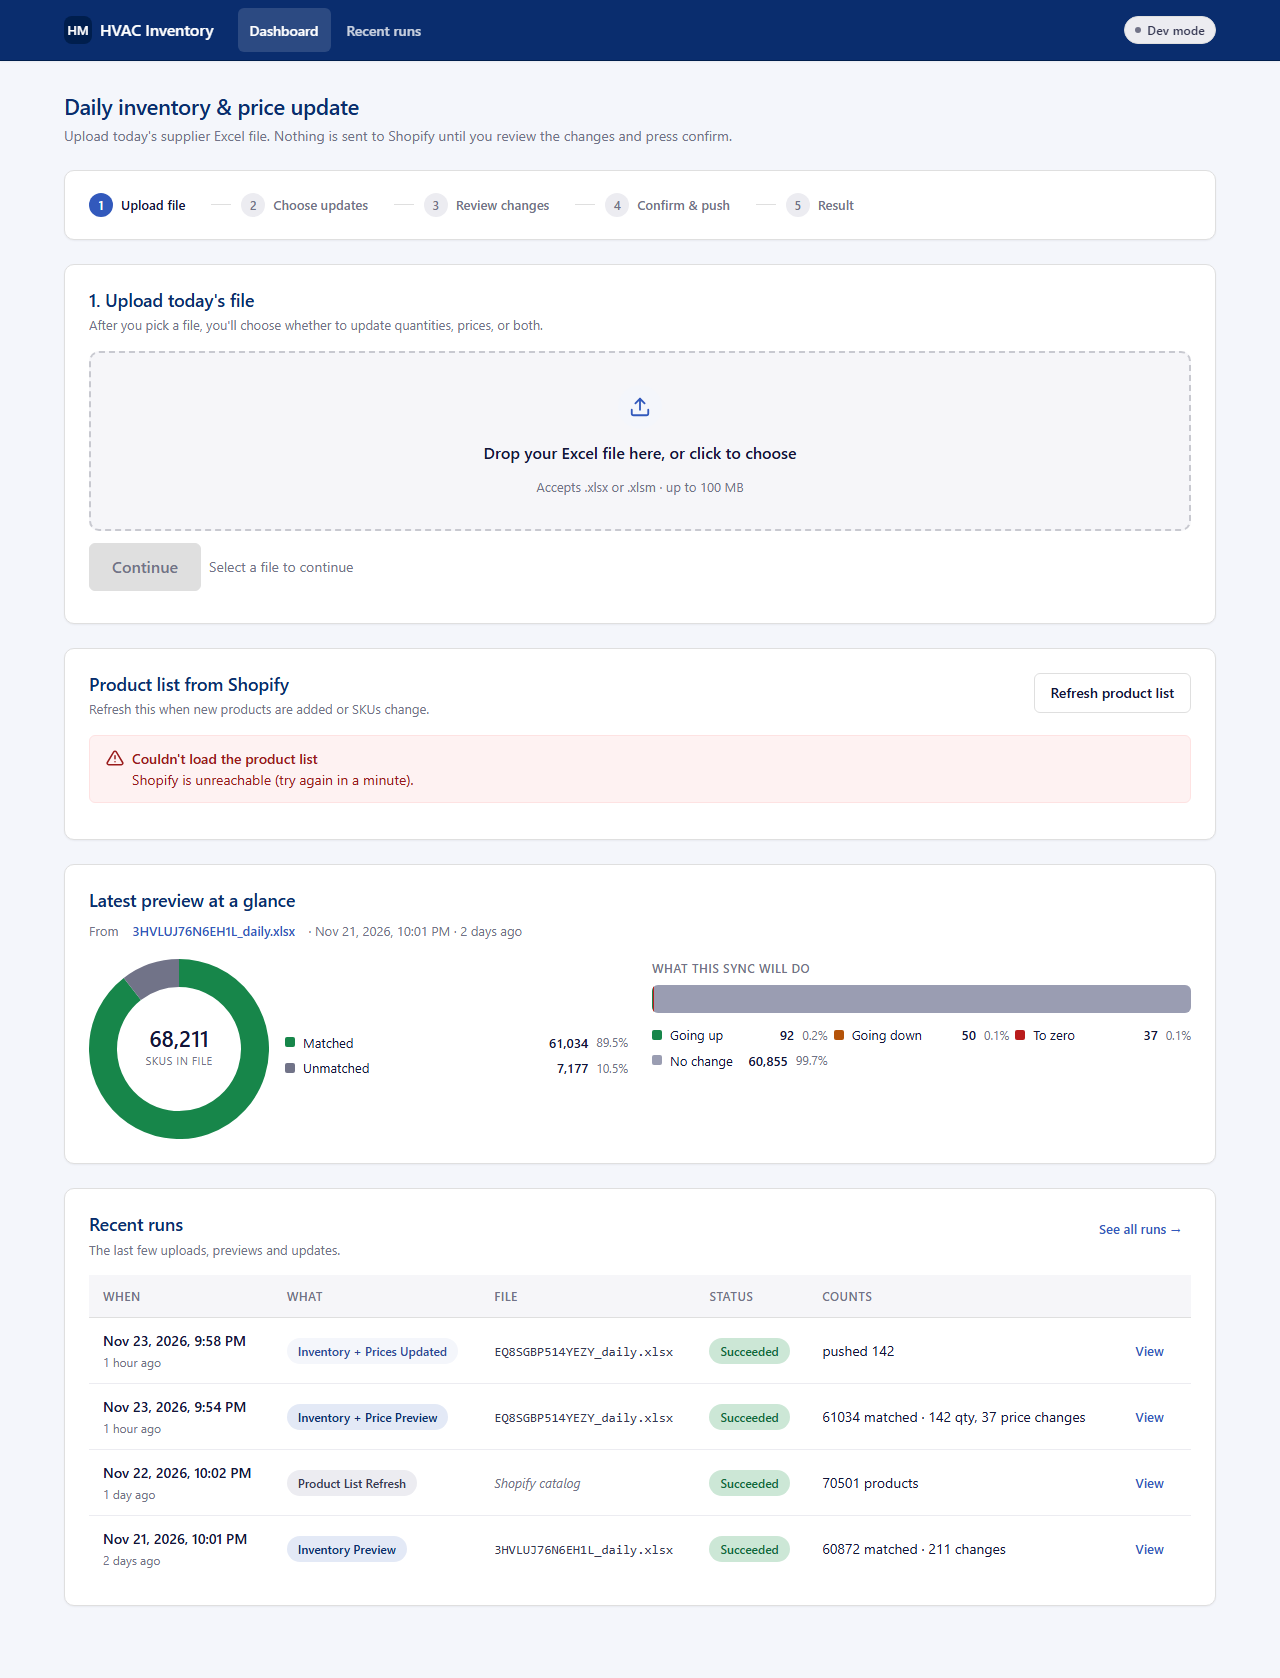 HM HVAC Inventory Dashboard Recent runs Dev mode
Daily inventory & price update
Upload today's supplier Excel file. Nothing is sent to Shopify until you review the changes and press confirm.
1 Upload file 2 Choose updates 3 Review changes 4 Confirm & push 5 Result
1. Upload today's file
After you pick a file, you'll choose whether to update quantities, prices, or both.
Drop your Excel file here, or click to choose
Accepts .xlsx or .xlsm · up to 100 MB
Continue Select a file to continue
Product list from Shopify
Refresh this when new products are added or SKUs change.
Refresh product list
Couldn't load the product list
Shopify is unreachable (try again in a minute).
Latest preview at a glance
From 3HVLUJ76N6EH1L_daily.xlsx · Nov 21, 2026, 10:01 PM · 2 days ago
68,211
SKUS IN FILE
Matched 61,034 89.5%
Unmatched 7,177 10.5%
WHAT THIS SYNC WILL DO
Going up 92 0.2% Going down 50 0.1% To zero 37 0.1%
No change 60,855 99.7%
Recent runs
The last few uploads, previews and updates.
See all runs →
WHEN WHAT FILE STATUS COUNTS
Nov 23, 2026, 9:58 PM
1 hour ago
Inventory + Prices Updated EQ8SGBP514YEZY_daily.xlsx Succeeded pushed 142 View
Nov 23, 2026, 9:54 PM
1 hour ago
Inventory + Price Preview EQ8SGBP514YEZY_daily.xlsx Succeeded 61034 matched · 142 qty, 37 price changes View
Nov 22, 2026, 10:02 PM
1 day ago
Product List Refresh Shopify catalog Succeeded 70501 products View
Nov 21, 2026, 10:01 PM
2 days ago
Inventory Preview 3HVLUJ76N6EH1L_daily.xlsx Succeeded 60872 matched · 211 changes View